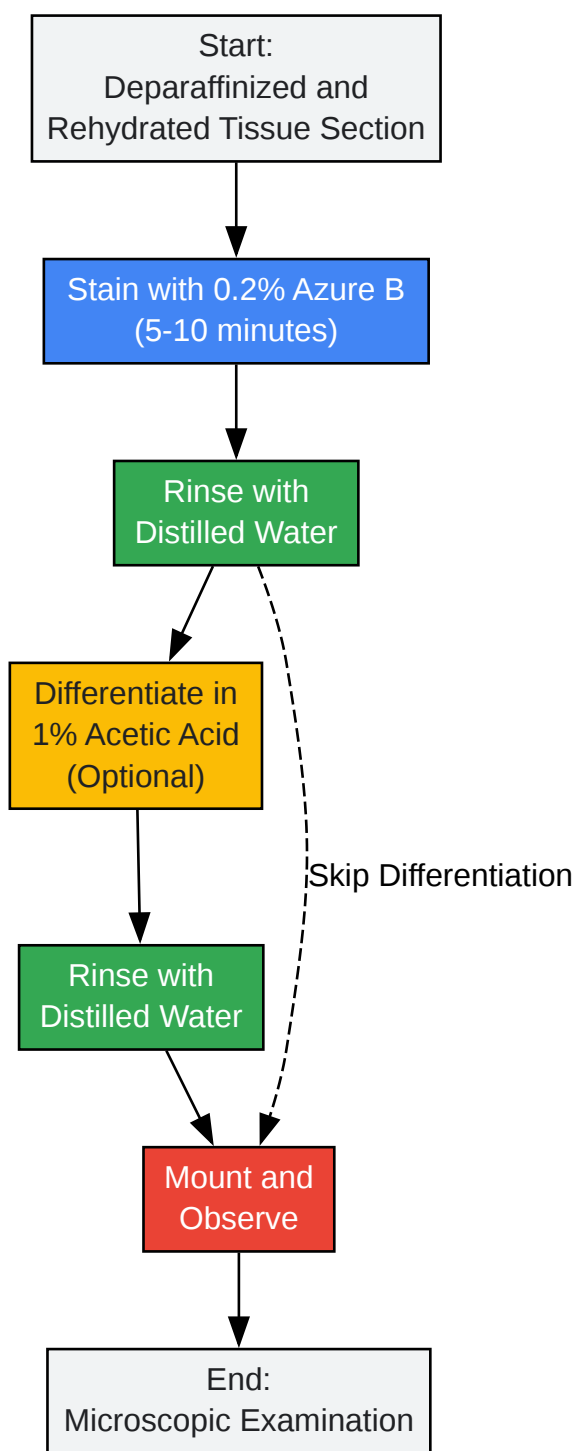 Start:
Deparaffinized and
Rehydrated Tissue Section
Stain with 0.2% Azure B
(5-10 minutes)
Rinse with
Distilled Water
Differentiate in
1% Acetic Acid
(Optional)
Skip Differentiation
Rinse with
Distilled Water
Mount and
Observe
End:
Microscopic Examination